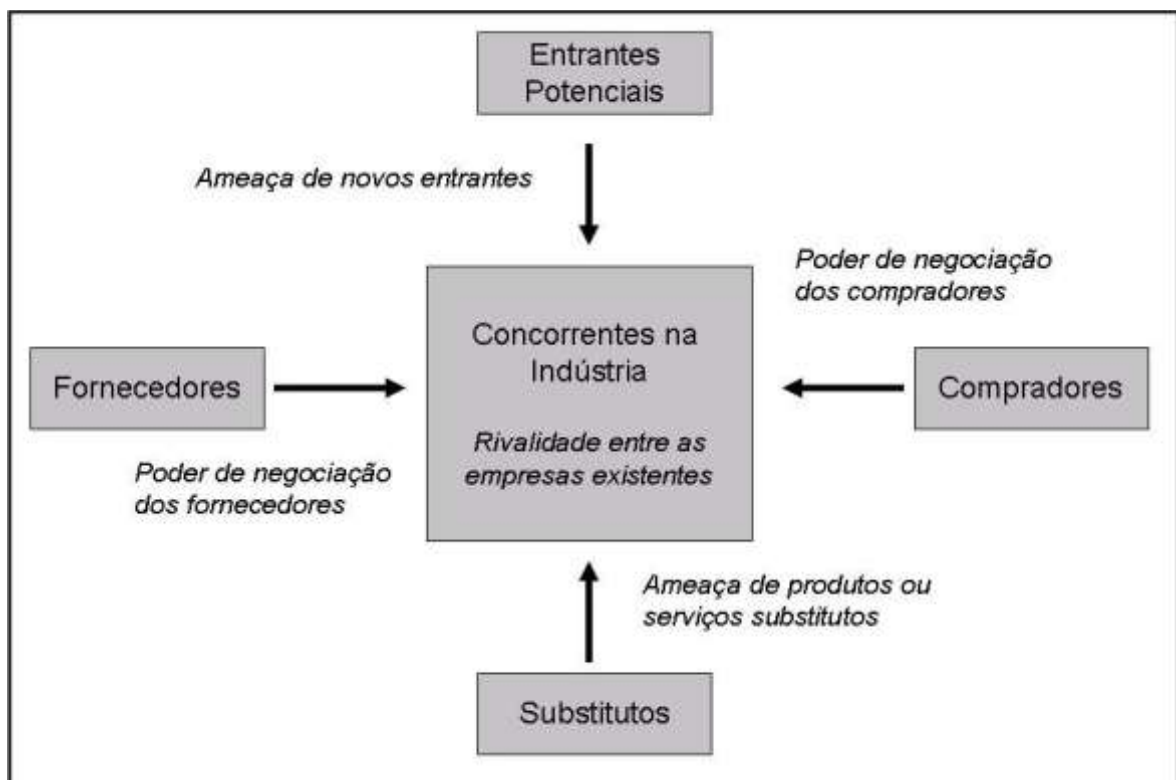 Entrantes
Potenciais
Ameaça de novos entrantes
Poder de negociação
dos compradores
Concorrentes na
Indústria
Fornecedores
Compradores
Rivalidade entre as
empresas existentes
Poder de negociação
dos fornecedores
Ameaça de produtos ou
serviços substitutos
Substitutos